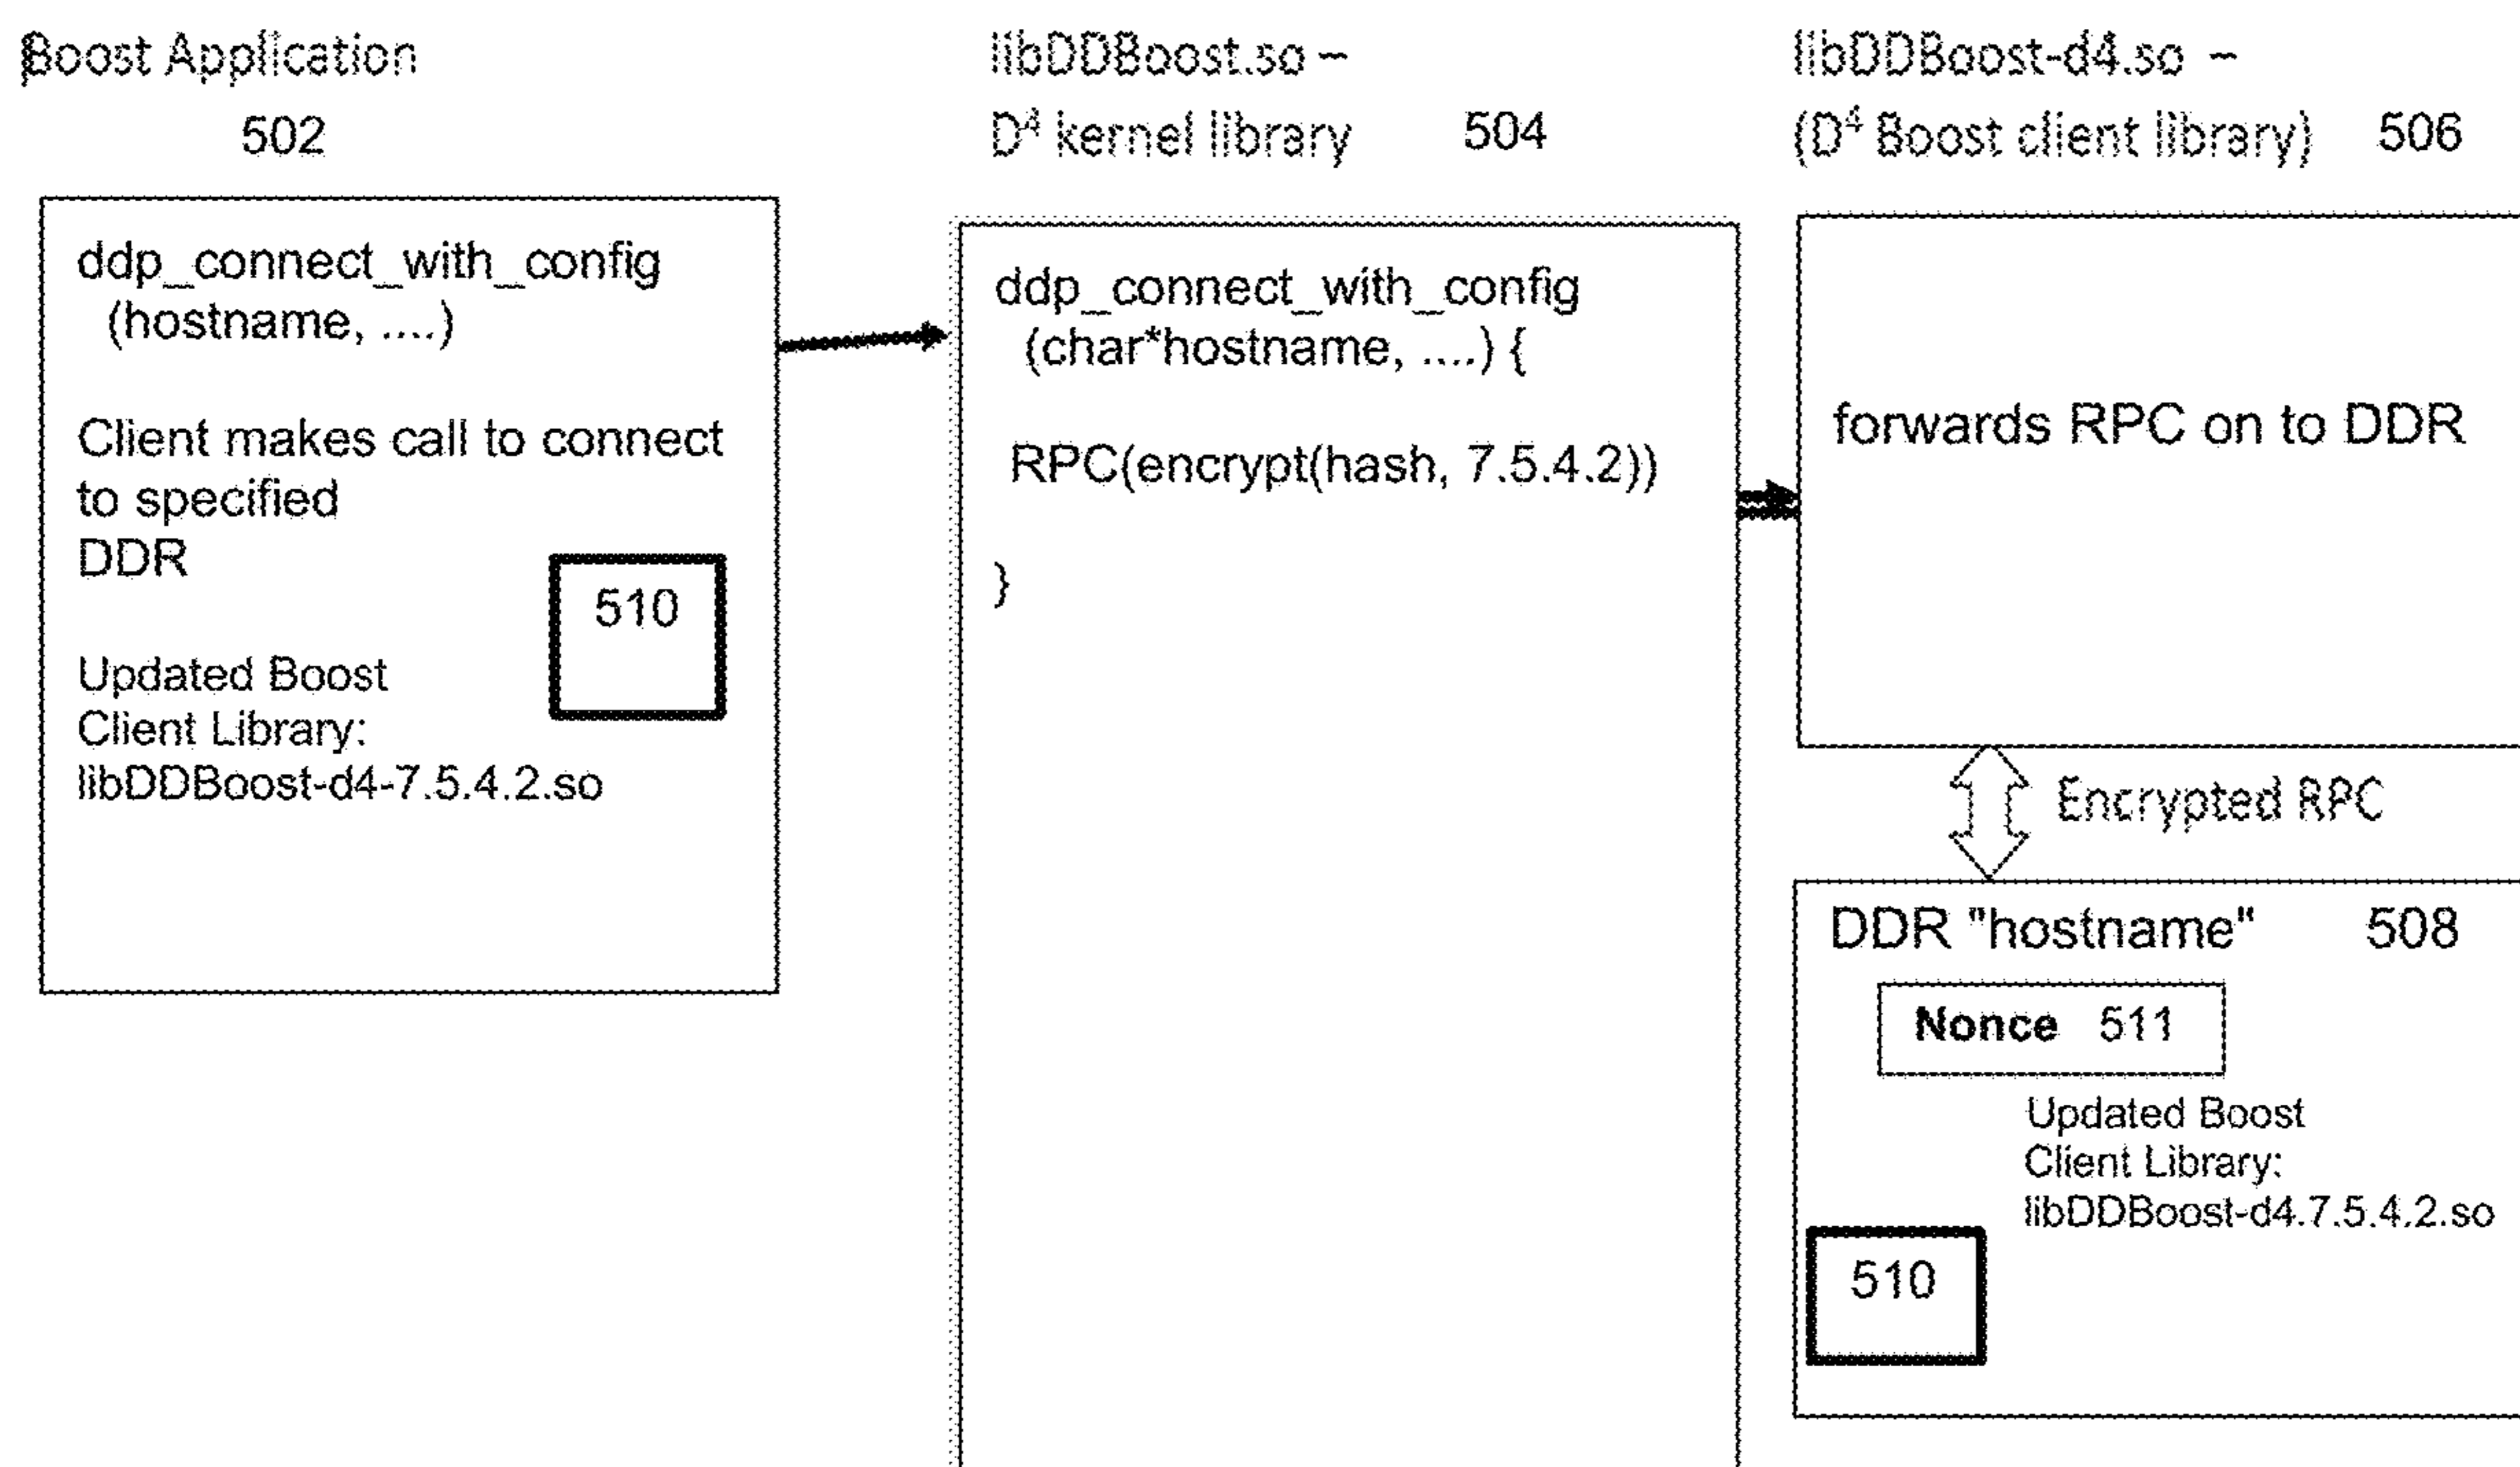 Boost Application
502
ddp_connect_with_config
(hostname, ....)
Client makes call to connect
to specified
DDR
510
Updated Boost
Client Library:
libDDBoost-d4-7.5.4.2.so
libDDBoost.so –
D⁴ kernel library 504
ddp_connect_with_config
(char*hostname, ....) {
RPC(encrypt(hash, 7.5.4.2))
}
libDDBoost-d4.so –
(D⁴ Boost client library) 506
forwards RPC on to DDR
Encrypted RPC
DDR "hostname" 508
Nonce 511
Updated Boost
Client Library:
libDDBoost-d4.7.5.4.2.so
510